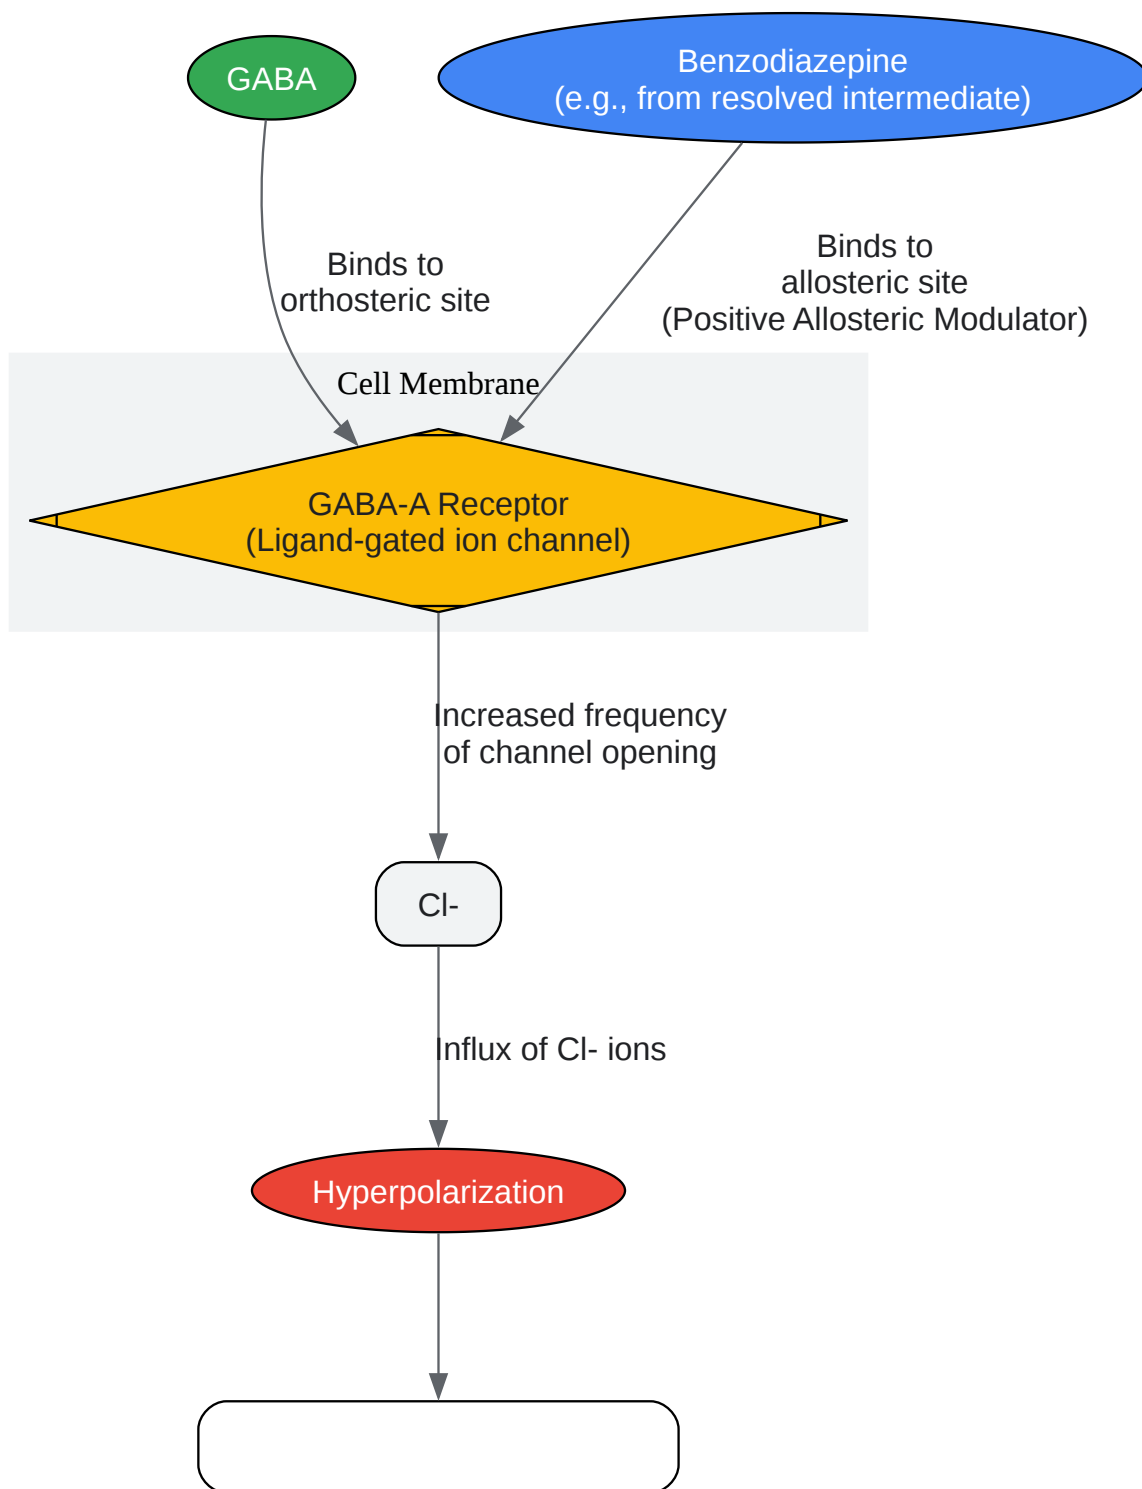 GABA
Benzodiazepine
(e.g., from resolved intermediate)
Binds to
orthosteric site
Binds to
allosteric site
(Positive Allosteric Modulator)
Cell Membrane
GABA-A Receptor
(Ligand-gated ion channel)
Increased frequency
of channel opening
Cl-
Influx of Cl- ions
Hyperpolarization